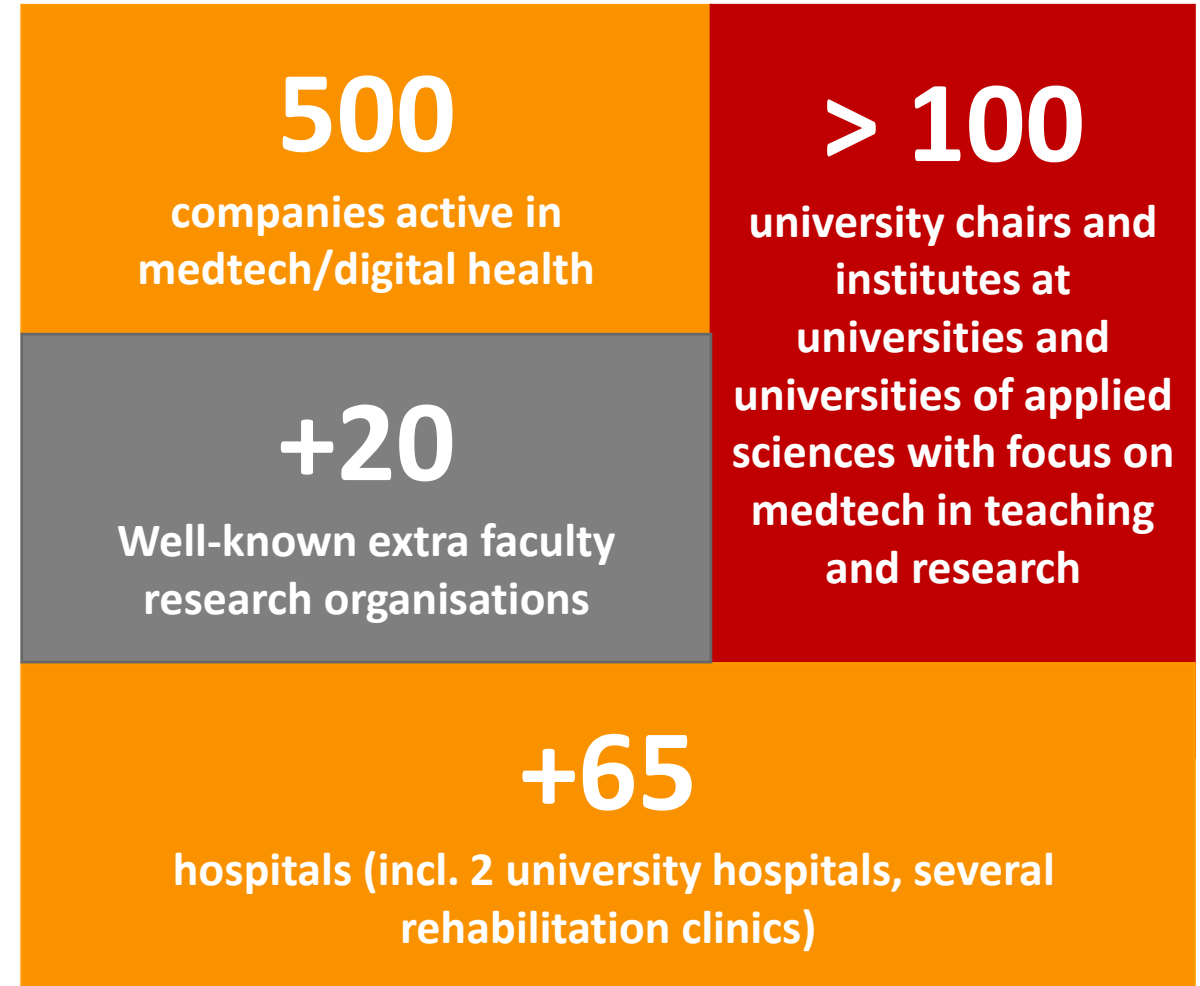 500
companies active in
medtech/digital health
> 100
university chairs and
institutes at
universities and
universities of applied
sciences with focus on
medtech in teaching
and research
+20
Well-known extra faculty
research organisations
+65
hospitals (incl. 2 university hospitals, several
rehabilitation clinics)